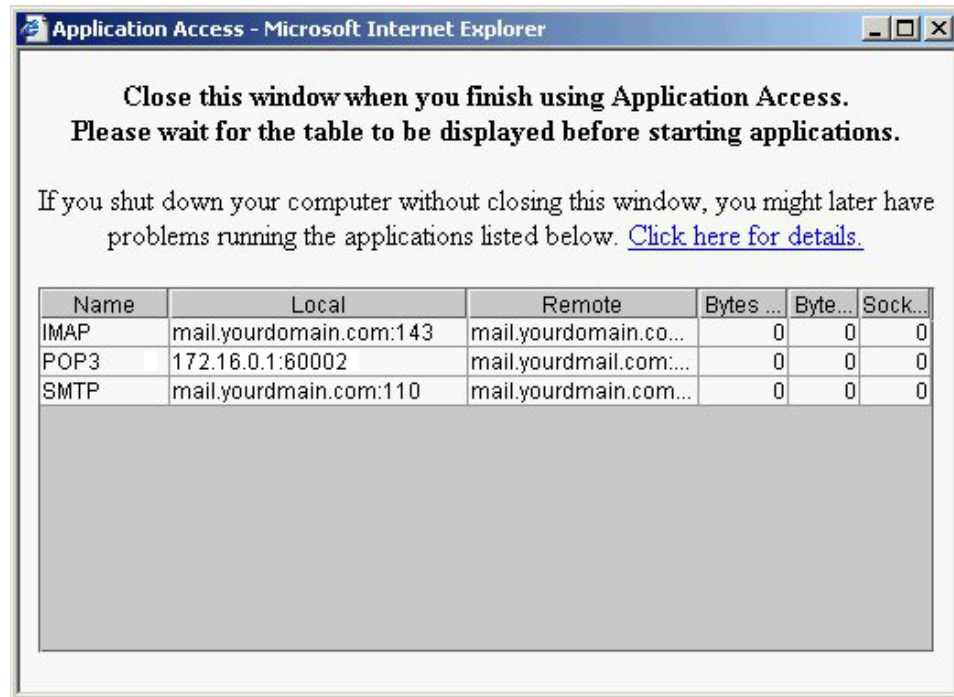 Application Access - Microsoft Internet Explorer
Close this window when you finish using Application Access.
Please wait for the table to be displayed before starting applications.
If you shut down your computer without closing this window, you might later have
problems running the applications listed below. Click here for details.
Name Local Remote Bytes ... Byte... Sock...
IMAP mail.yourdomain.com:143 mail.yourdomain.co... 0 0 0
POP3 172.16.0.1:60002 mail.yourdmail.com:... 0 0 0
SMTP mail.yourdmain.com:110 mail.yourdmain.com... 0 0 0